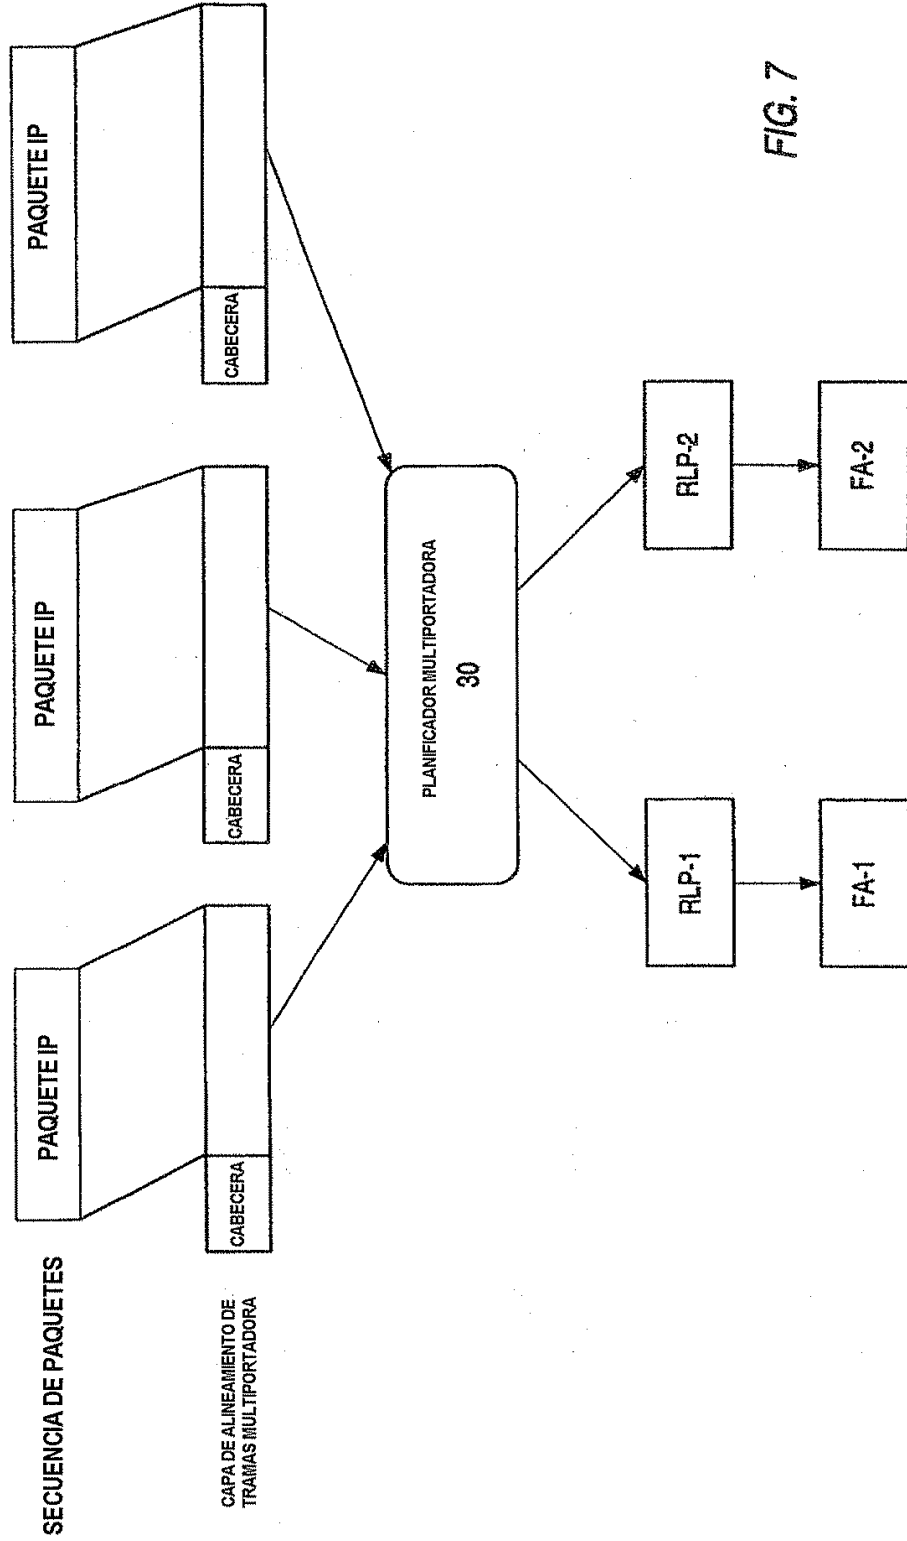 SECUENCIA DE PAQUETES
PAQUETE IP
PAQUETE IP
PAQUETE IP
CAPA DE ALINEAMIENTO DE
TRAMAS MULTIPORTADORA
CABECERA
CABECERA
CABECERA
PLANIFICADOR MULTIPORTADORA
30
RLP-1
RLP-2
FA-1
FA-2
FIG. 7